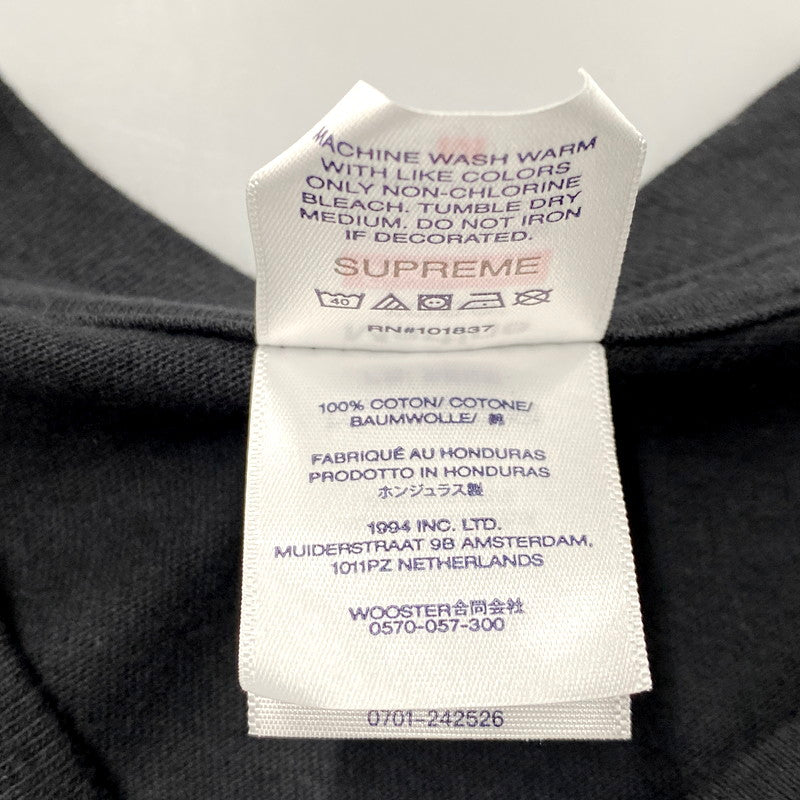 MACHINE WASH WARM
WITH LIKE COLORS
ONLY NON-CHLORINE
BLEACH. TUMBLE DRY
MEDIUM. DO NOT IRON
IF DECORATED.
SUPREME
40
RN#101837
100% COTON/ COTONE/
BAUMWOLLE/ 綿
FABRIQUÉ AU HONDURAS
PRODOTTO IN HONDURAS
ホンジュラス製
1994 INC. LTD.
MUIDERSTRAAT 9B AMSTERDAM,
1011PZ NETHERLANDS
WOOSTER合同会社
0570-057-300
0701-242526